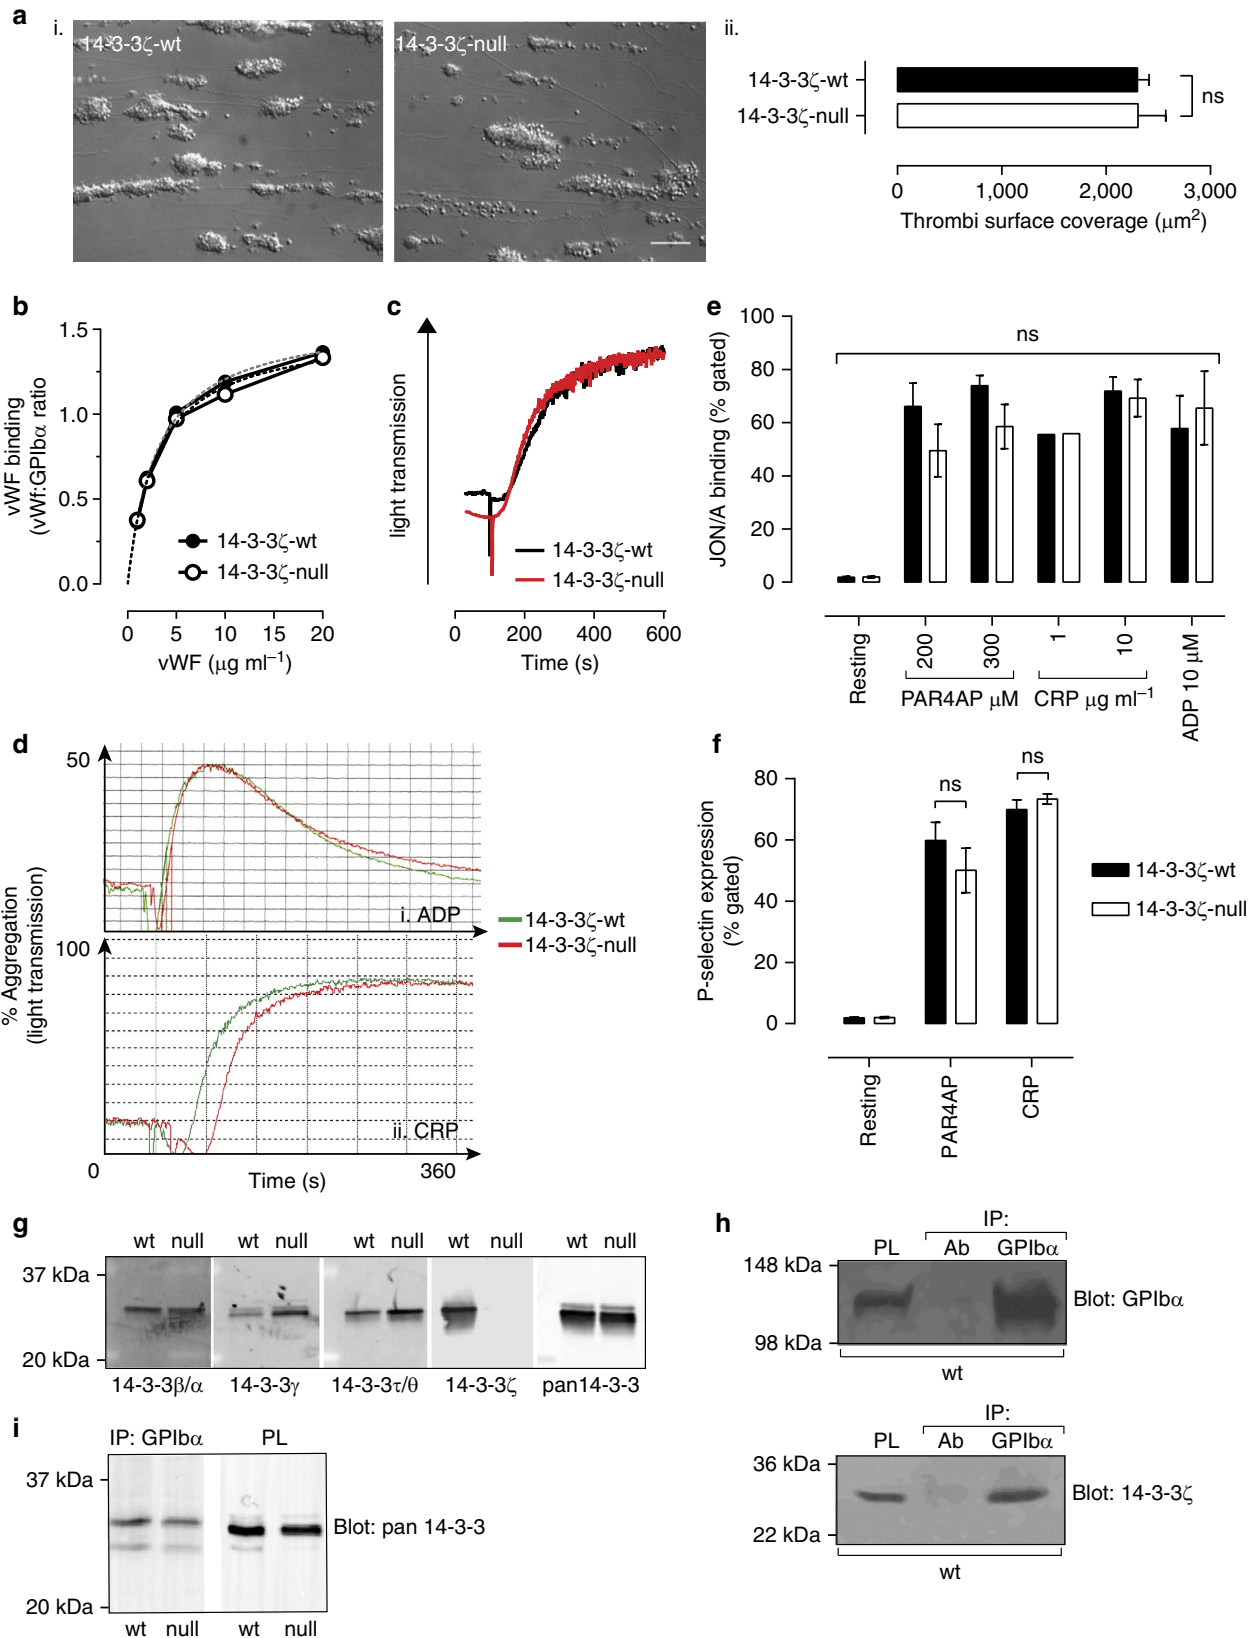 a
i.
14-3-3ζ-wt
14-3-3ζ-null
ii.
14-3-3ζ-wt
14-3-3ζ-null
ns
0 1,000 2,000 3,000
Thrombi surface coverage (μm²)
b
1.5
1.0
0.5
0.0
vWF binding
(vWf:GPIbα ratio)
14-3-3ζ-wt
14-3-3ζ-null
0 5 10 15 20
vWF (μg ml⁻¹)
c
light transmission
14-3-3ζ-wt
14-3-3ζ-null
0 200 400 600
Time (s)
e
100
80
60
40
20
0
JON/A binding (% gated)
ns
Resting
200
300
PAR4AP μM
1
10
CRP μg ml⁻¹
ADP 10 μM
d
50
i. ADP
100
ii. CRP
% Aggregation
(light transmission)
0 360
Time (s)
14-3-3ζ-wt
14-3-3ζ-null
f
80
60
40
20
0
P-selectin expression
(% gated)
ns
ns
Resting
PAR4AP
CRP
14-3-3ζ-wt
14-3-3ζ-null
g
wt null wt null wt null wt null wt null
37 kDa
20 kDa
14-3-3β/α 14-3-3γ 14-3-3τ/θ 14-3-3ζ pan14-3-3
h
IP:
PL Ab GPIbα
148 kDa
98 kDa
Blot: GPIbα
wt
IP:
PL Ab GPIbα
36 kDa
22 kDa
Blot: 14-3-3ζ
wt
i
IP: GPIbα PL
37 kDa
20 kDa
Blot: pan 14-3-3
wt null wt null